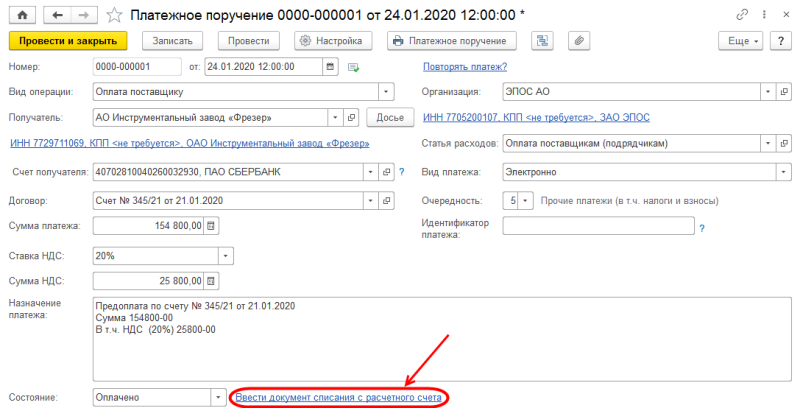 Платежное поручение 0000-000001 от 24.01.2020 12:00:00 *
Провести и закрыть Записать Провести Настройка Платежное поручение Еще ?
Номер: 0000-000001 от: 24.01.2020 12:00:00 Повторять платеж?
Вид операции: Оплата поставщику Организация: ЭПОС АО
Получатель: АО Инструментальный завод «Фрезер» Досье ИНН 7705200107, КПП <не требуется>, ЗАО ЭПОС
ИНН 7729711069, КПП <не требуется>, ОАО Инструментальный завод «Фрезер» Статья расходов: Оплата поставщикам (подрядчикам)
Счет получателя: 40702810040260032930, ПАО СБЕРБАНК ? Вид платежа: Электронно
Договор: Счет № 345/21 от 21.01.2020 Очередность: 5 Прочие платежи (в т.ч. налоги и взносы)
Сумма платежа: 154 800,00 Идентификатор платежа: ?
Ставка НДС: 20%
Сумма НДС: 25 800,00
Назначение платежа: Предоплата по счету № 345/21 от 21.01.2020
Сумма 154800-00
В т.ч. НДС (20%) 25800-00
Состояние: Оплачено Ввести документ списания с расчетного счета